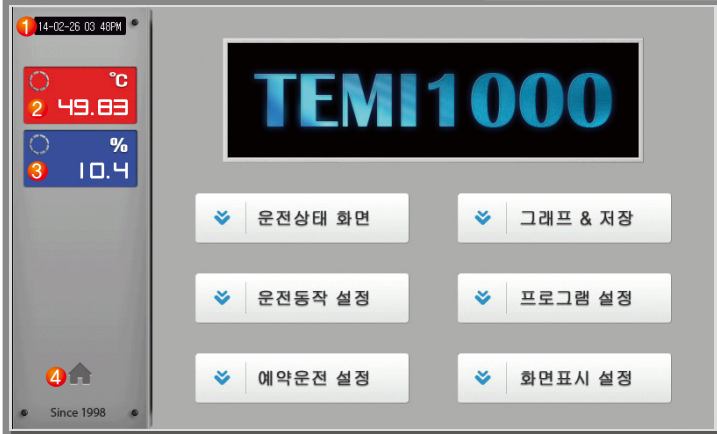 1 14-02-26 03 48PM
TEMI1000
℃
2 49.83
%
3 10.4
운전상태 화면
그래프 & 저장
운전동작 설정
프로그램 설정
예약운전 설정
화면표시 설정
4
Since 1998